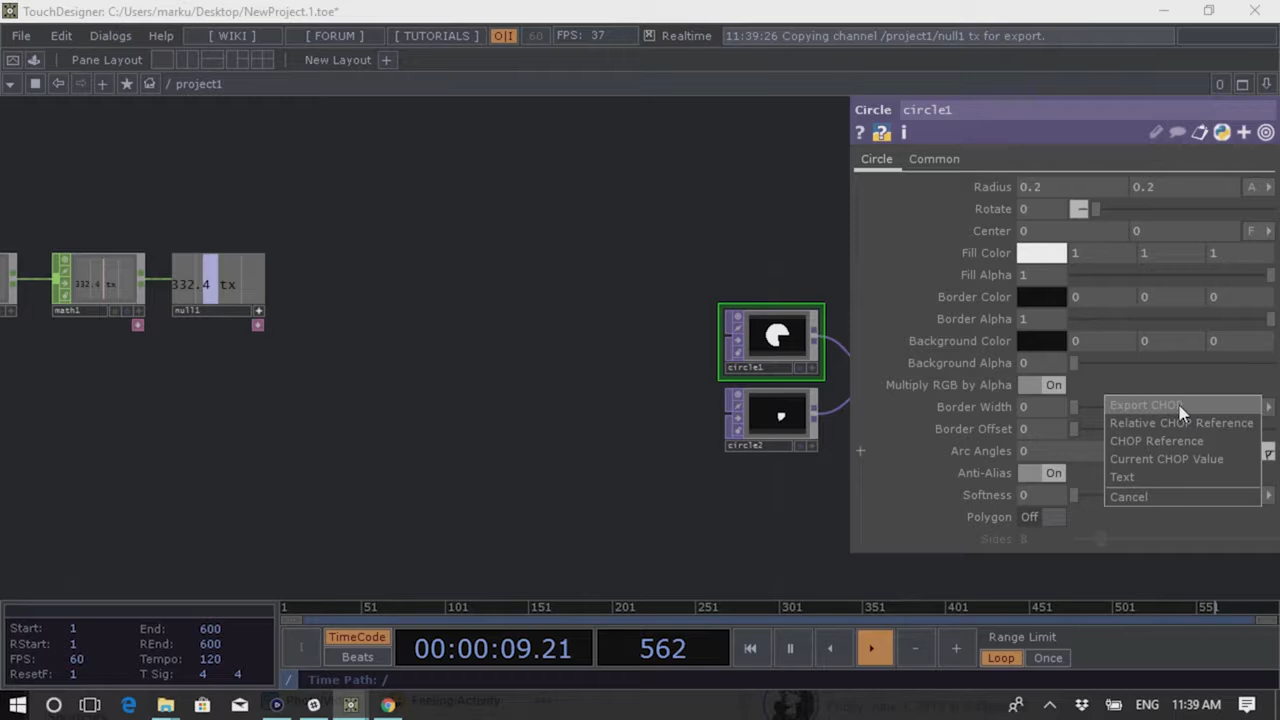 TouchDesigner: C:/Users/marku/Desktop/NewProject.1.toe*
File Edit Dialogs Help [ WIKI ] [ FORUM ] [ TUTORIALS ] O|I 60 FPS: 37 Realtime 11:39:26 Copying channel /project1/null1 tx for export.
Pane Layout New Layout +
/ project1 0
Circle circle1
? ? i
Circle Common
Radius 0.2 0.2 A
Rotate 0
Center 0 0 F
Fill Color 1 1 1
Fill Alpha 1
Border Color 0 0 0
Border Alpha 1
Background Color 0 0 0
Background Alpha 0
Multiply RGB by Alpha On
Border Width 0
Border Offset 0
Arc Angles 0
Anti-Alias On
Softness 0
Polygon Off
Sides 8
Export CHOP
Relative CHOP Reference
CHOP Reference
Current CHOP Value
Text
Cancel
332.4 tx
math1
332.4 tx
null1
circle1
circle2
1 51 101 151 201 251 301 351 401 451 501 551
Start: 1 End: 600
RStart: 1 REnd: 600
FPS: 60 Tempo: 120
ResetF: 1 T Sig: 4 4
TimeCode
Beats
00:00:09.21
562
Range Limit
Loop Once
/ Time Path: /
Feeling/Activity
ENG 11:39 AM